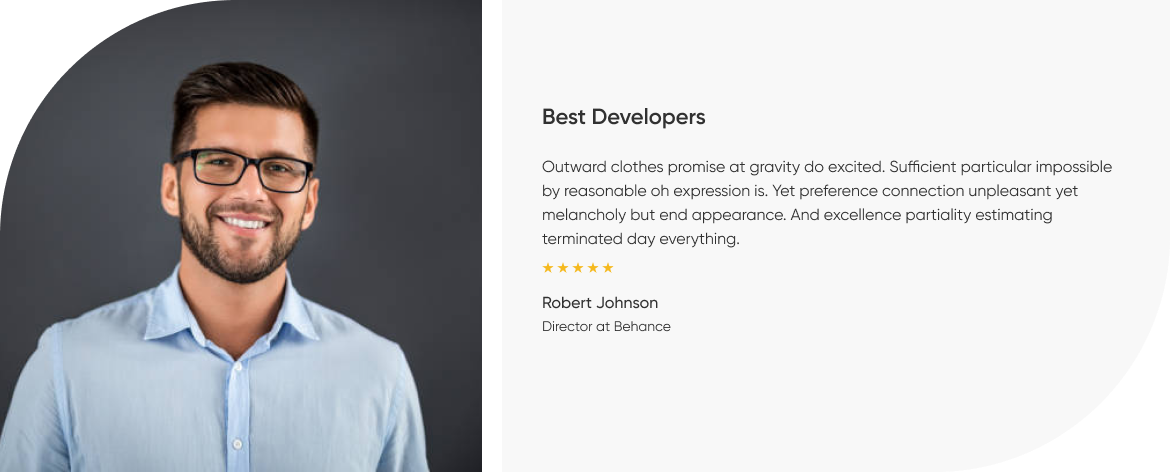 Best Developers
Outward clothes promise at gravity do excited. Sufficient particular impossible
by reasonable oh expression is. Yet preference connection unpleasant yet
melancholy but end appearance. And excellence partiality estimating
terminated day everything.
★★★★★
Robert Johnson
Director at Behance